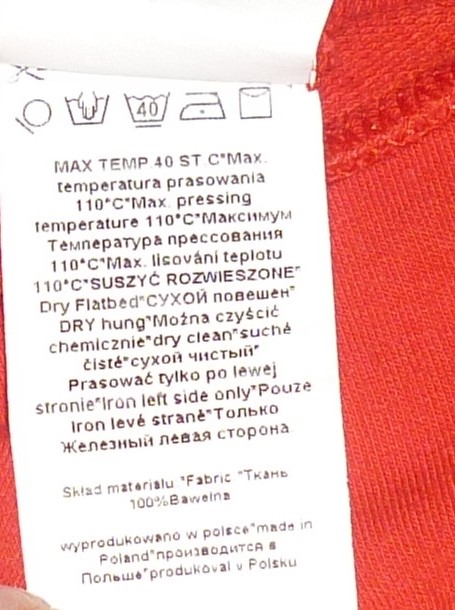 40
MAX TEMP.40 ST C"Max.
temperatura prasowania
110°C"Max. pressing
temperature 110°C"Максимум
Температура прессования
110°C"Max. lisování teplotu
110°C"SUSZYĆ ROZWIESZONE"
Dry Flatbed"СУХОЙ повешен"
DRY hung"Można czyścić
chemicznie"dry clean"suché
čisté"сухой чистый"
Prasować tylko po lewej
stronie"Iron left side only"Pouze
Iron levé straně"Только
Железный левая сторона
Skład materiału "Fabric "Ткань
100%Bawełna
wyprodukowano w polsce"made in
Poland"производится в
Польше"produkoval v Polsku